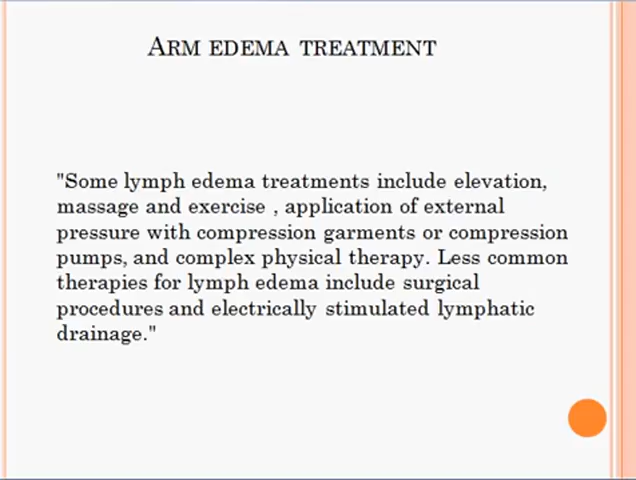 ARM EDEMA TREATMENT
"Some lymph edema treatments include elevation,
massage and exercise , application of external
pressure with compression garments or compression
pumps, and complex physical therapy. Less common
therapies for lymph edema include surgical
procedures and electrically stimulated lymphatic
drainage."